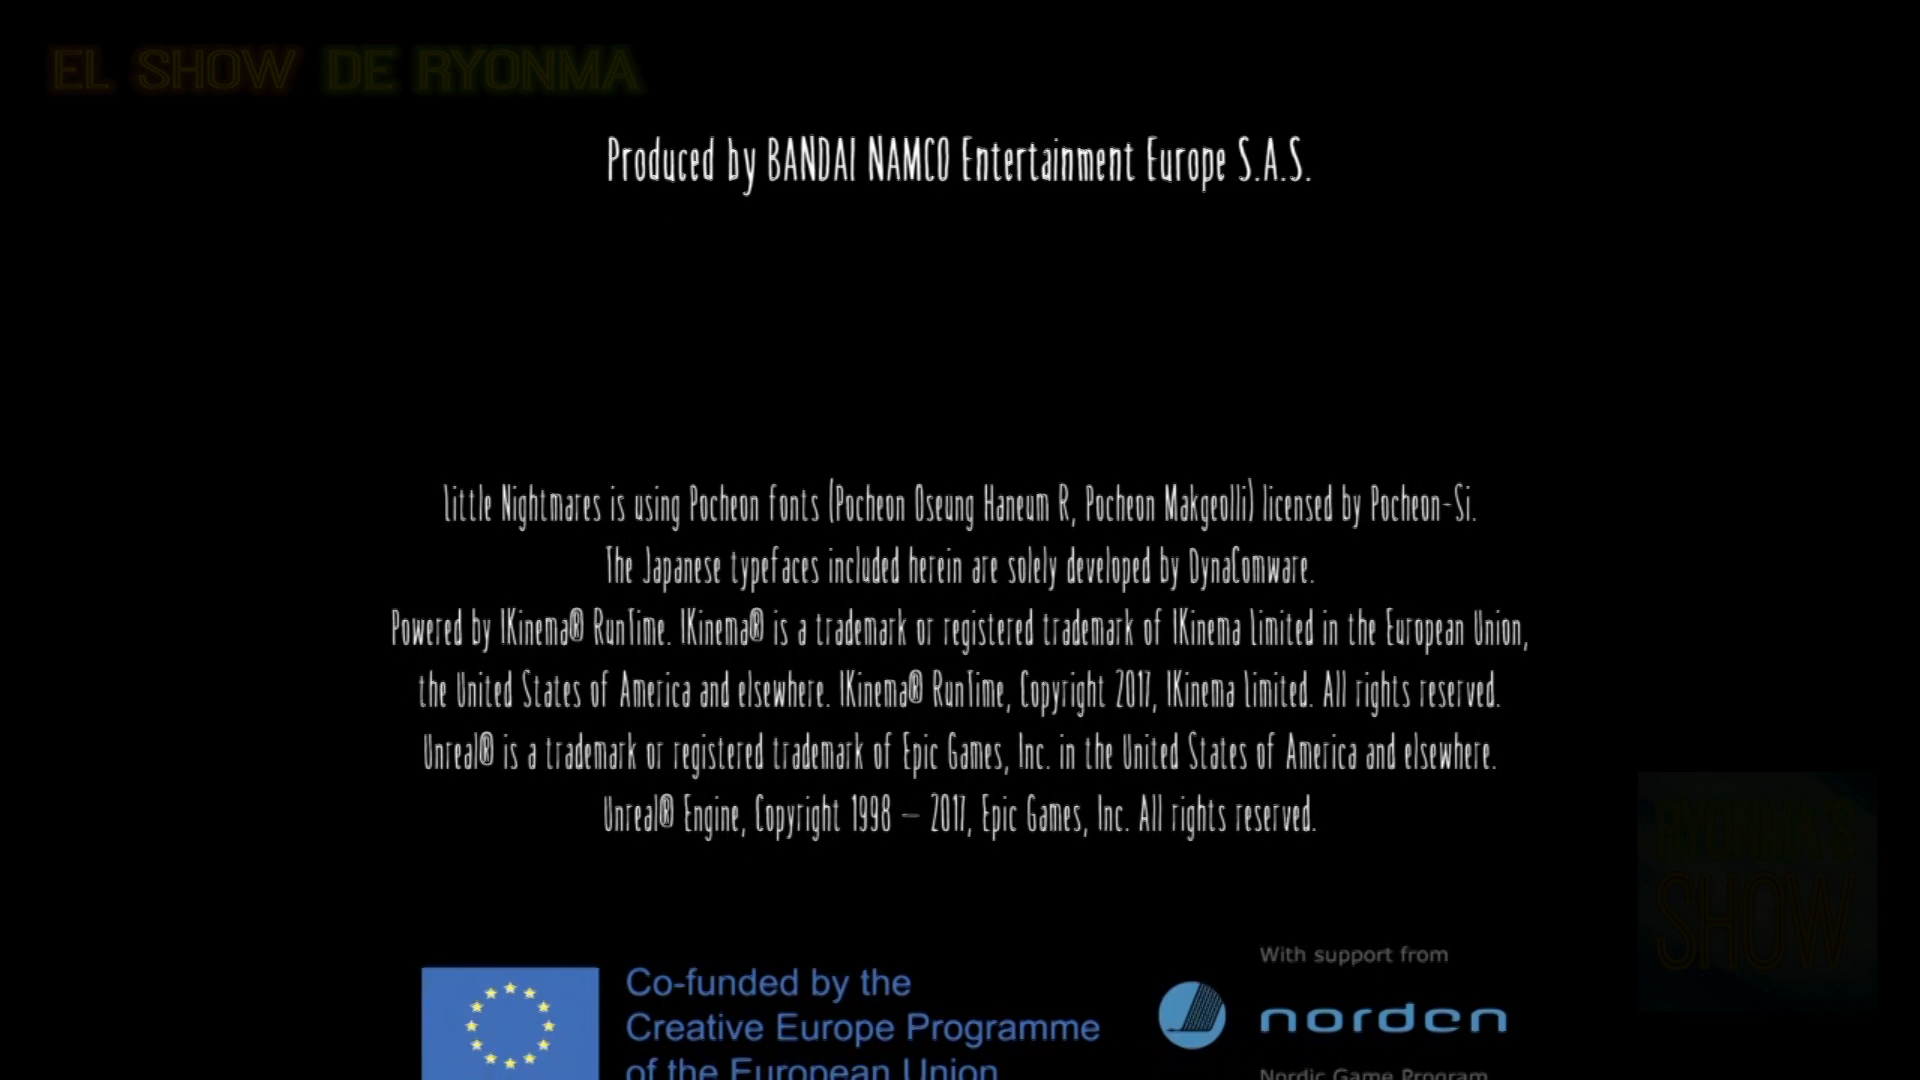 EL SHOW DE RYONMA
Produced by BANDAI NAMCO Entertainment Europe S.A.S.
Little Nightmares is using Pocheon fonts (Pocheon Oseung Haneum R, Pocheon Makgeolli) licensed by Pocheon-Si.
The Japanese typefaces included herein are solely developed by DynaComware.
Powered by IKinema® RunTime. IKinema® is a trademark or registered trademark of IKinema Limited in the European Union,
the United States of America and elsewhere. IKinema® RunTime, Copyright 2017, IKinema Limited. All rights reserved.
Unreal® is a trademark or registered trademark of Epic Games, Inc. in the United States of America and elsewhere.
Unreal® Engine, Copyright 1998 – 2017, Epic Games, Inc. All rights reserved.
RYONMA'S
SHOW
Co-funded by the
Creative Europe Programme
of the European Union
With support from
norden
Nordic Game Program